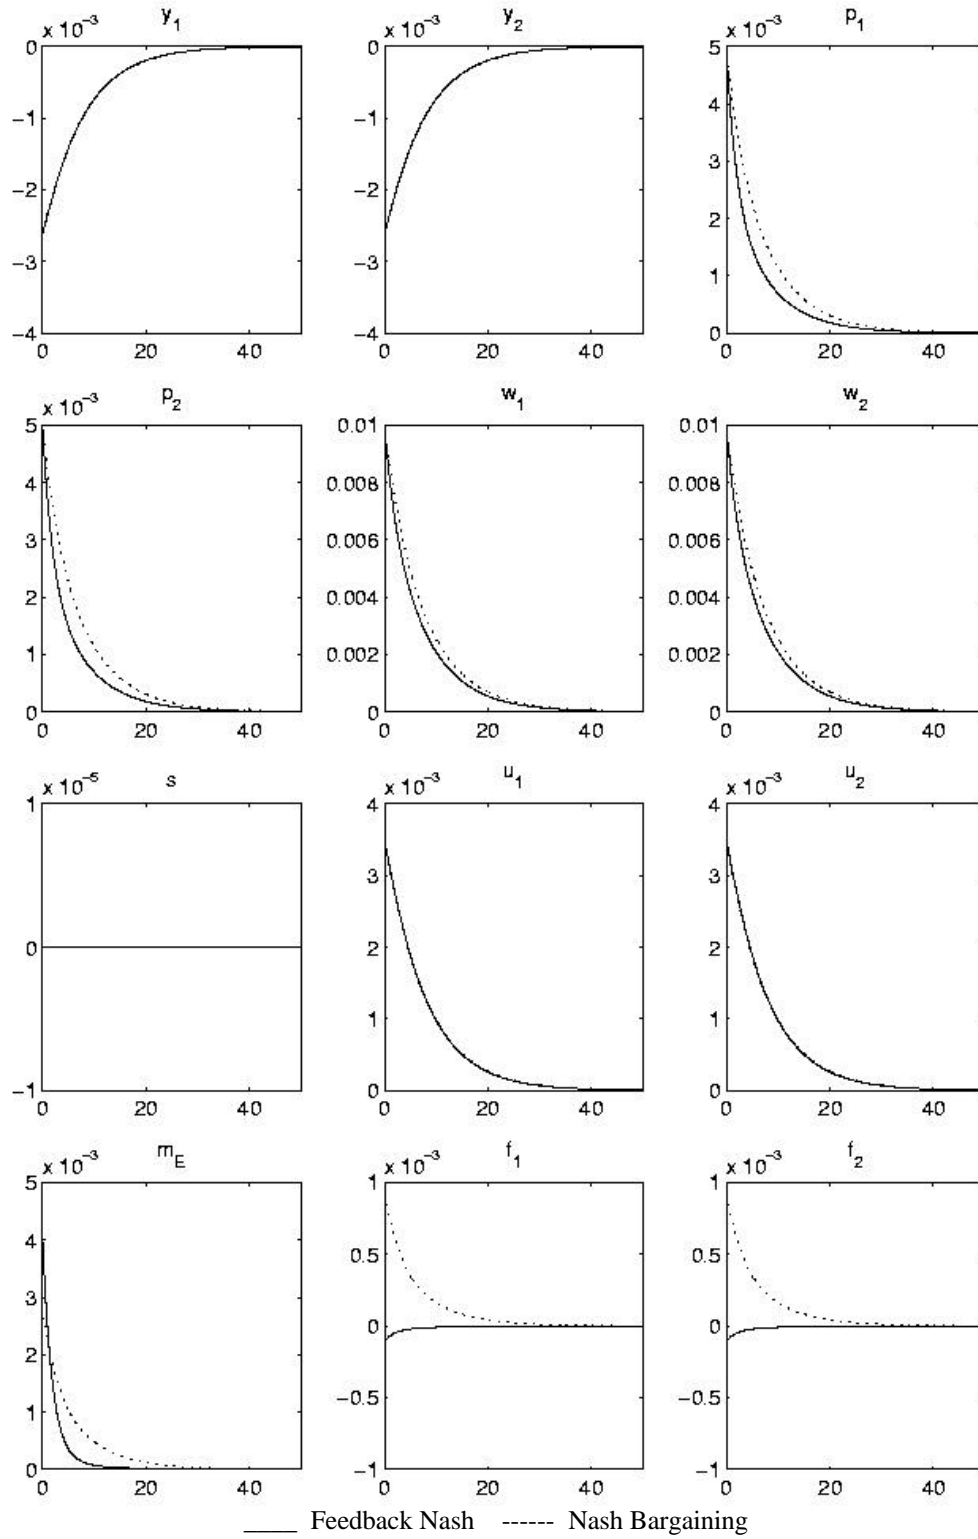 x 10⁻³ y₁ x 10⁻³ y₂ x 10⁻³ p₁
0 0 5
−1 −1 4
3
−2 −2
2
−3 −3
1
−4 −4 0
0 20 40 0 20 40 0 20 40
x 10⁻³ p₂ w₁ w₂
5 0.01 0.01
4 0.008 0.008
3 0.006 0.006
2 0.004 0.004
1 0.002 0.002
0 0 0
0 20 40 0 20 40 0 20 40
x 10⁻⁵ s x 10⁻³ u₁ x 10⁻³ u₂
1 4 4
3 3
0 2 2
1 1
−1 0 0
0 20 40 0 20 40 0 20 40
x 10⁻³ m_E x 10⁻³ f₁ x 10⁻³ f₂
5 1 1
4 0.5 0.5
3
0 0
2
1 −0.5 −0.5
0 −1 −1
0 20 40 0 20 40 0 20 40
____ Feedback Nash ------ Nash Bargaining